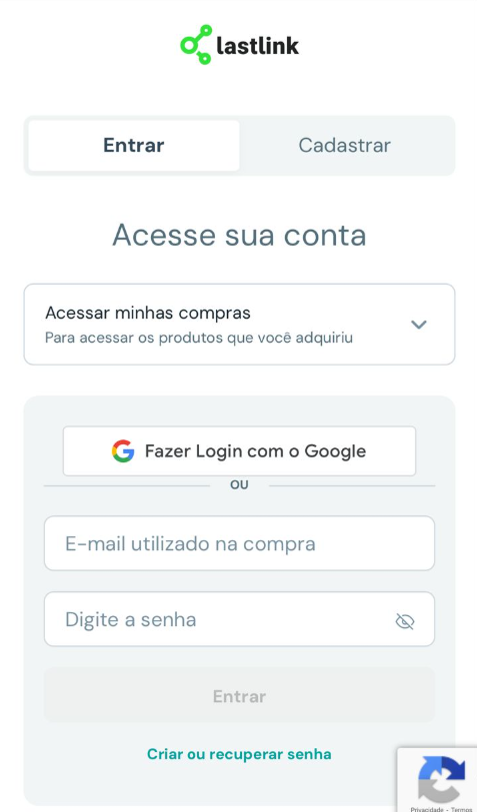 lastlink
Entrar
Cadastrar
Acesse sua conta
Acessar minhas compras
Para acessar os produtos que você adquiriu
Fazer Login com o Google
OU
E-mail utilizado na compra
Digite a senha
Entrar
Criar ou recuperar senha
Privacidade - Termos